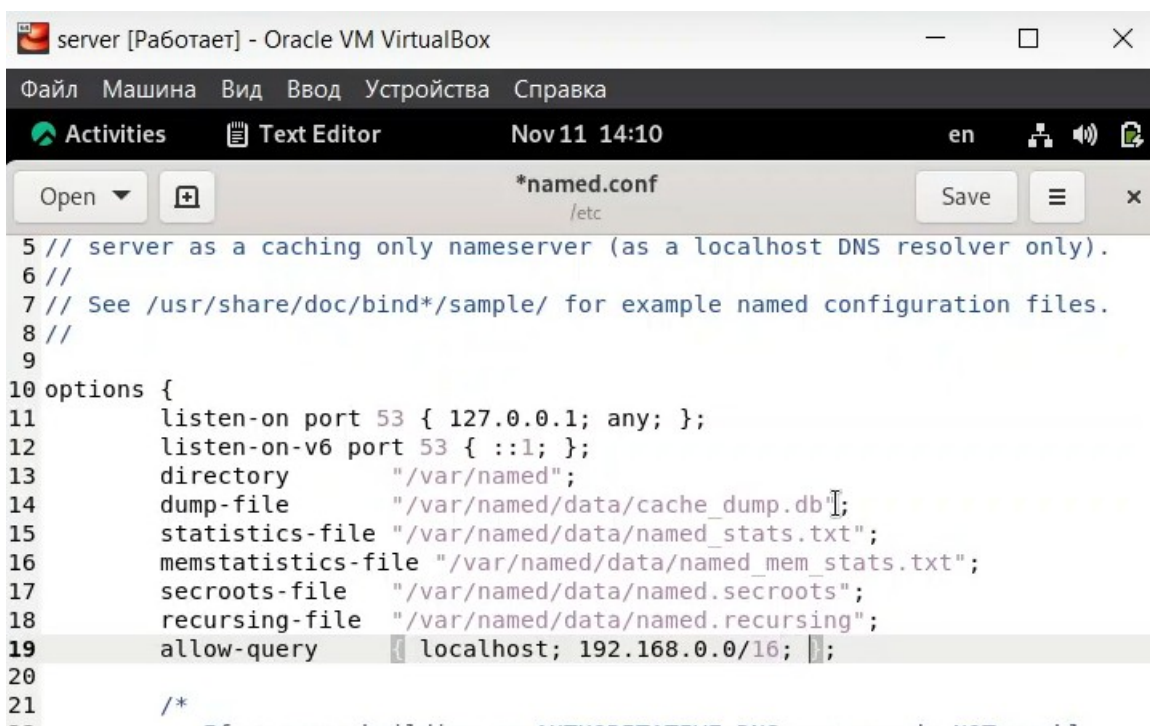 server [Работает] - Oracle VM VirtualBox
Файл Машина Вид Ввод Устройства Справка
Activities Text Editor Nov 11 14:10 en
Open *named.conf Save
/etc
5 // server as a caching only nameserver (as a localhost DNS resolver only).
6 //
7 // See /usr/share/doc/bind*/sample/ for example named configuration files.
8 //
9
10 options {
11 listen-on port 53 { 127.0.0.1; any; };
12 listen-on-v6 port 53 { ::1; };
13 directory "/var/named";
14 dump-file "/var/named/data/cache_dump.db";
15 statistics-file "/var/named/data/named_stats.txt";
16 memstatistics-file "/var/named/data/named_mem_stats.txt";
17 secroots-file "/var/named/data/named.secroots";
18 recursing-file "/var/named/data/named.recursing";
19 allow-query { localhost; 192.168.0.0/16; };
20
21 /*